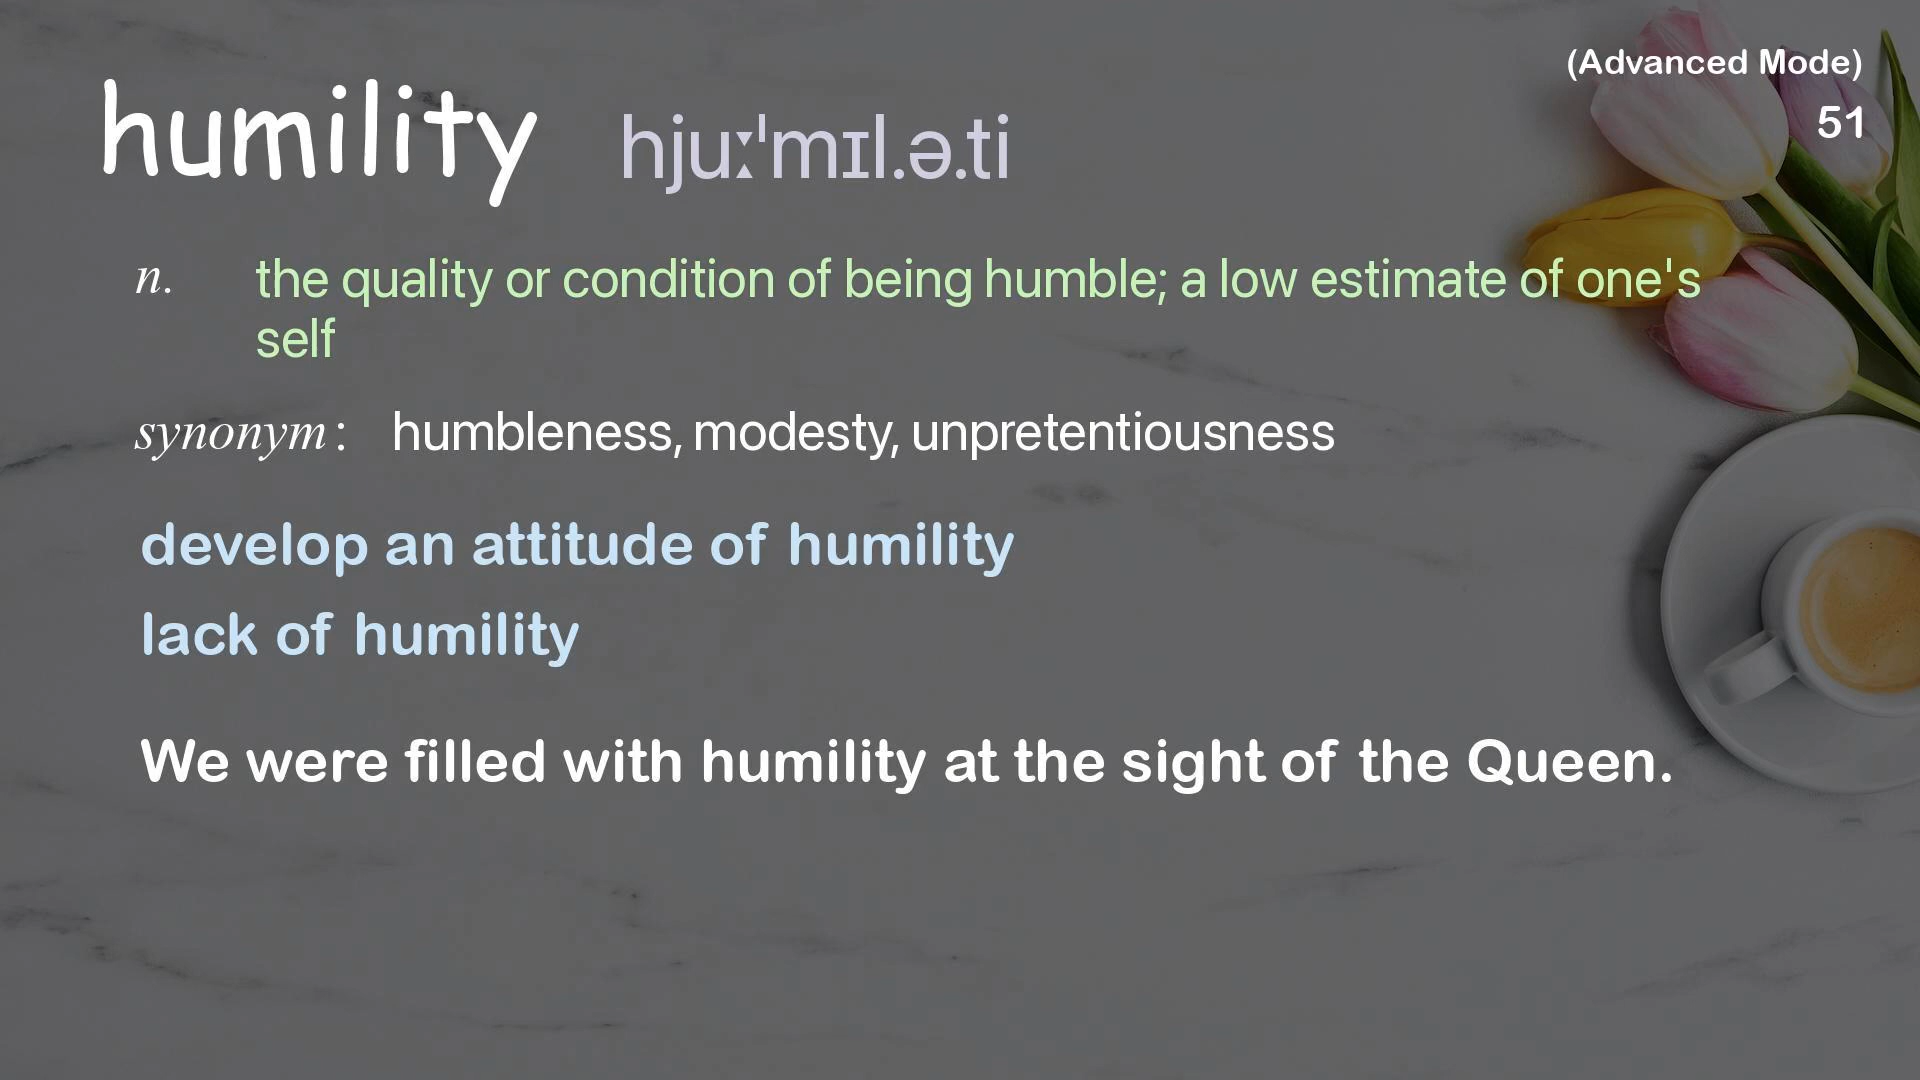 (Advanced Mode)
51
humility hjuːˈmɪl.ə.ti
n. the quality or condition of being humble; a low estimate of one's
self
synonym: humbleness, modesty, unpretentiousness
develop an attitude of humility
lack of humility
We were filled with humility at the sight of the Queen.